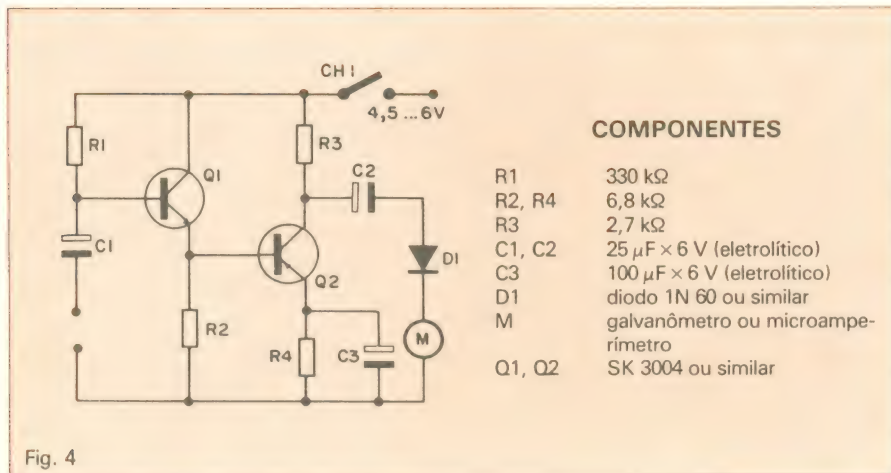 CH1
4,5 ... 6V
R1
Q1
R3
C2
C1
Q2
D1
R2
R4
C3
M
COMPONENTES
R1 330 kΩ
R2, R4 6,8 kΩ
R3 2,7 kΩ
C1, C2 25 μF × 6 V (eletrolítico)
C3 100 μF × 6 V (eletrolítico)
D1 diodo 1N 60 ou similar
M galvanômetro ou microampe-
rímetro
Q1, Q2 SK 3004 ou similar
Fig. 4